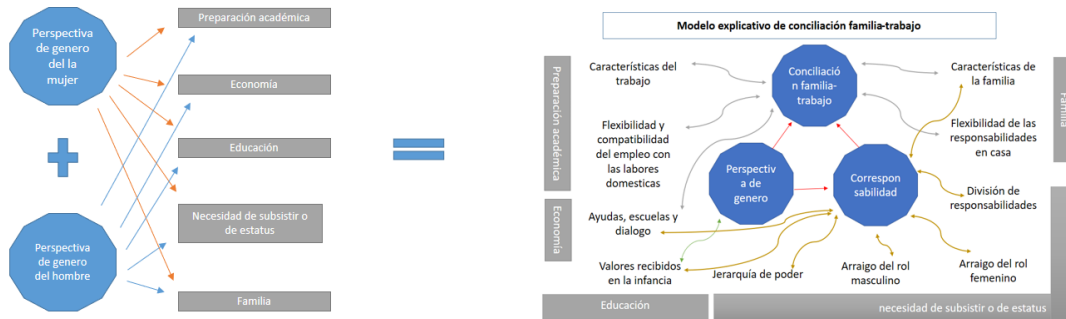 Perspectiva
de genero
del la
mujer
Perspectiva
de genero
del hombre
Preparación académica
Economía
Educación
Necesidad de subsistir o
de estatus
Familia
Modelo explicativo de conciliación familia-trabajo
Preparación académica
Economía
Características del
trabajo
Flexibilidad y
compatibilidad
del empleo con
las labores
domesticas
Ayudas, escuelas y
dialogo
Valores recibidos
en la infancia
Conciliació
n familia-
trabajo
Perspectiv
a de
genero
Correspon
sabilidad
Jerarquía de poder
Arraigo del rol
masculino
Arraigo del rol
femenino
Características de
la familia
Flexibilidad de las
responsabilidades
en casa
División de
responsabilidades
Familia
Educación
necesidad de subsistir o de estatus